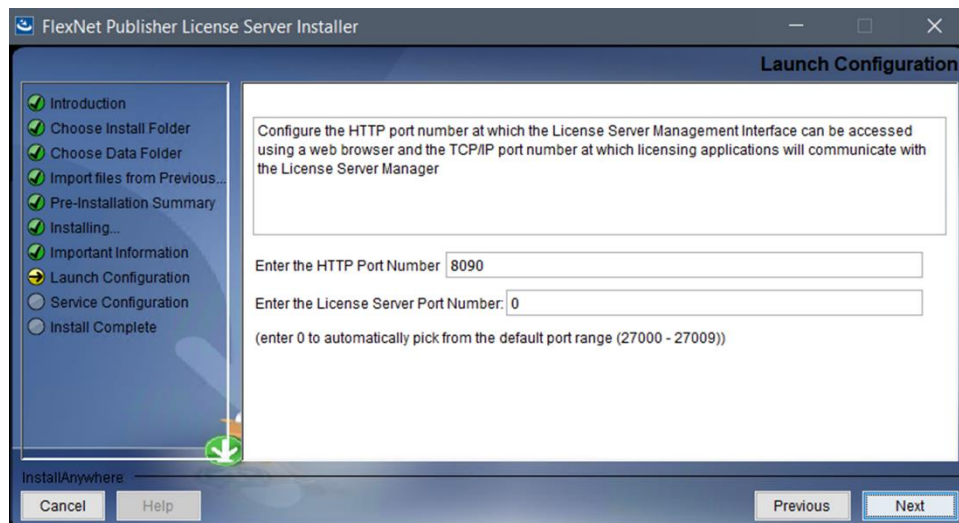 FlexNet Publisher License Server Installer
Launch Configuration
Introduction
Choose Install Folder
Choose Data Folder
Import files from Previous...
Pre-Installation Summary
Installing...
Important Information
Launch Configuration
Service Configuration
Install Complete
Configure the HTTP port number at which the License Server Management Interface can be accessed
using a web browser and the TCP/IP port number at which licensing applications will communicate with
the License Server Manager
Enter the HTTP Port Number 8090
Enter the License Server Port Number: 0
(enter 0 to automatically pick from the default port range (27000 - 27009))
InstallAnywhere
Cancel Help Previous Next